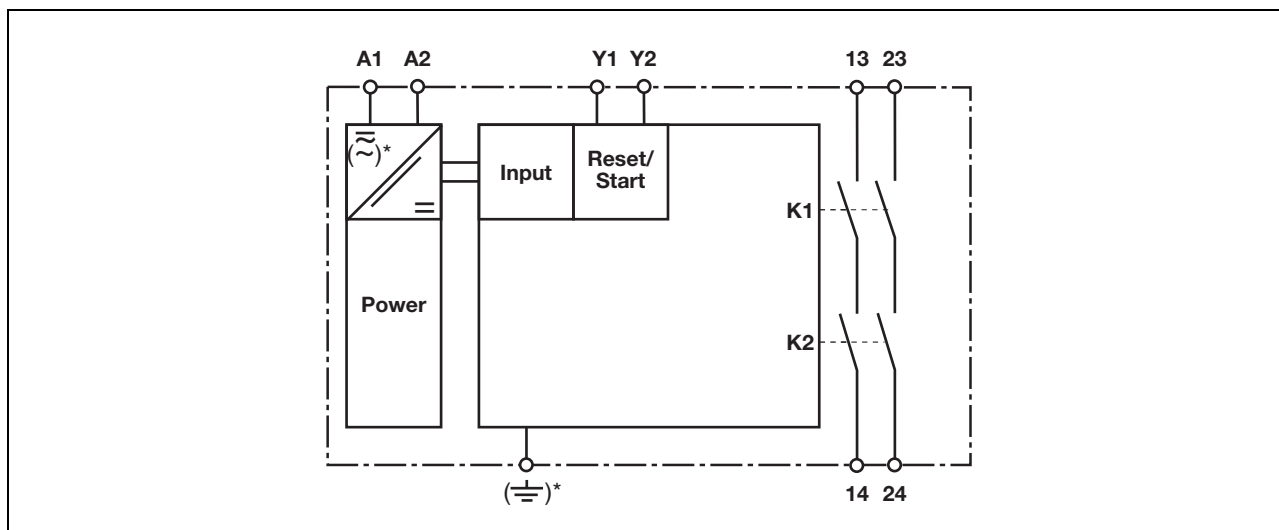 A1 A2 Y1 Y2 13 23
( )*
Input
Reset/
Start
K1
Power
K2
( )*
14 24